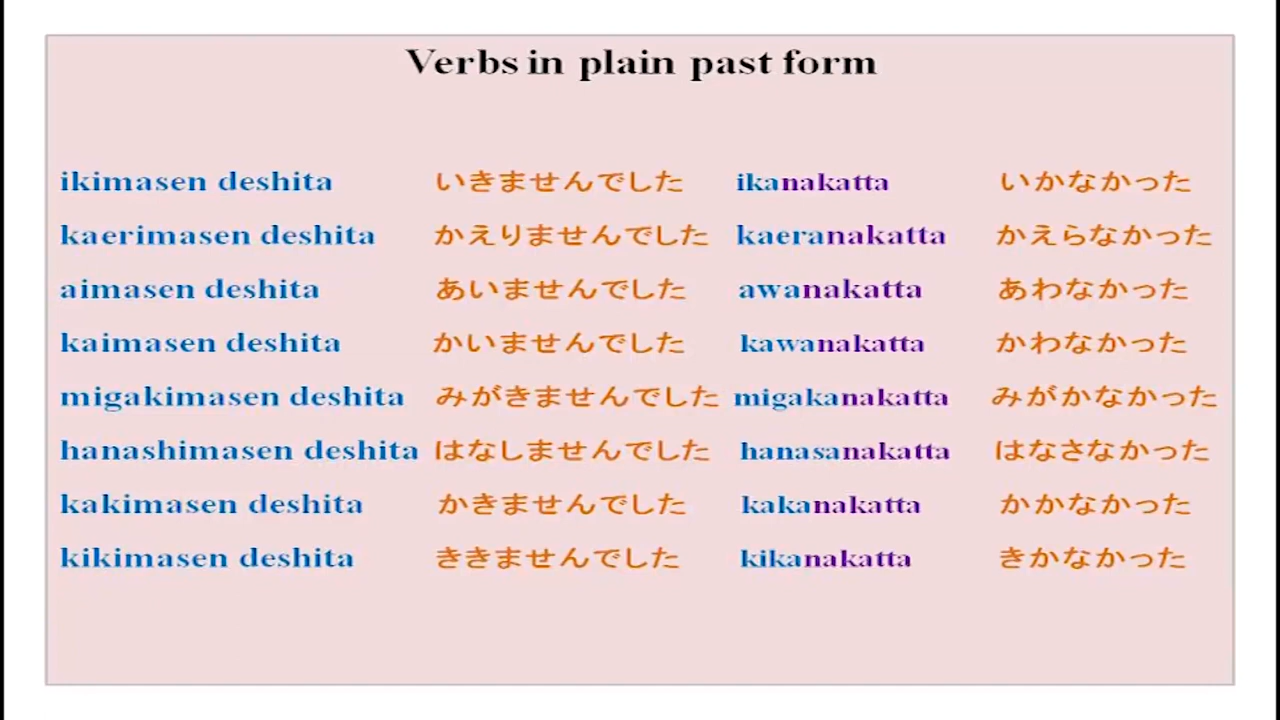 Verbs in plain past form
ikimasen deshita いきませんでした ikanakatta いかなかった
kaerimasen deshita かえりませんでした kaeranakatta かえらなかった
aimasen deshita あいませんでした awanakatta あわなかった
kaimasen deshita かいませんでした kawanakatta かわなかった
migakimasen deshita みがきませんでした migakanakatta みがかなかった
hanashimasen deshita はなしませんでした hanasanakatta はなさなかった
kakimasen deshita かきませんでした kakanakatta かかなかった
kikimasen deshita ききませんでした kikanakatta きかなかった